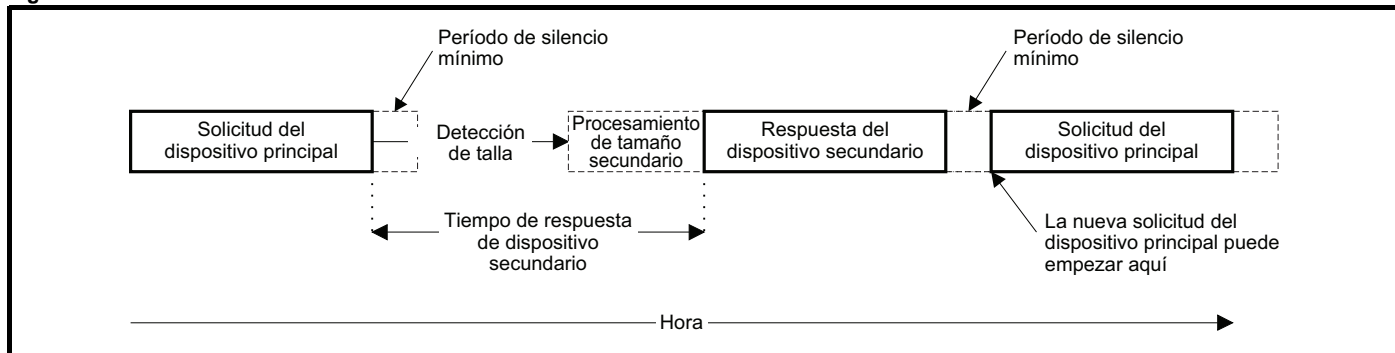 Período de silencio
mínimo
Período de silencio
mínimo
Solicitud del
dispositivo principal
Detección
de talla
Procesamiento
de tamaño
secundario
Respuesta del
dispositivo secundario
Solicitud del
dispositivo principal
Tiempo de respuesta
de dispositivo
secundario
La nueva solicitud del
dispositivo principal puede
empezar aquí
Hora